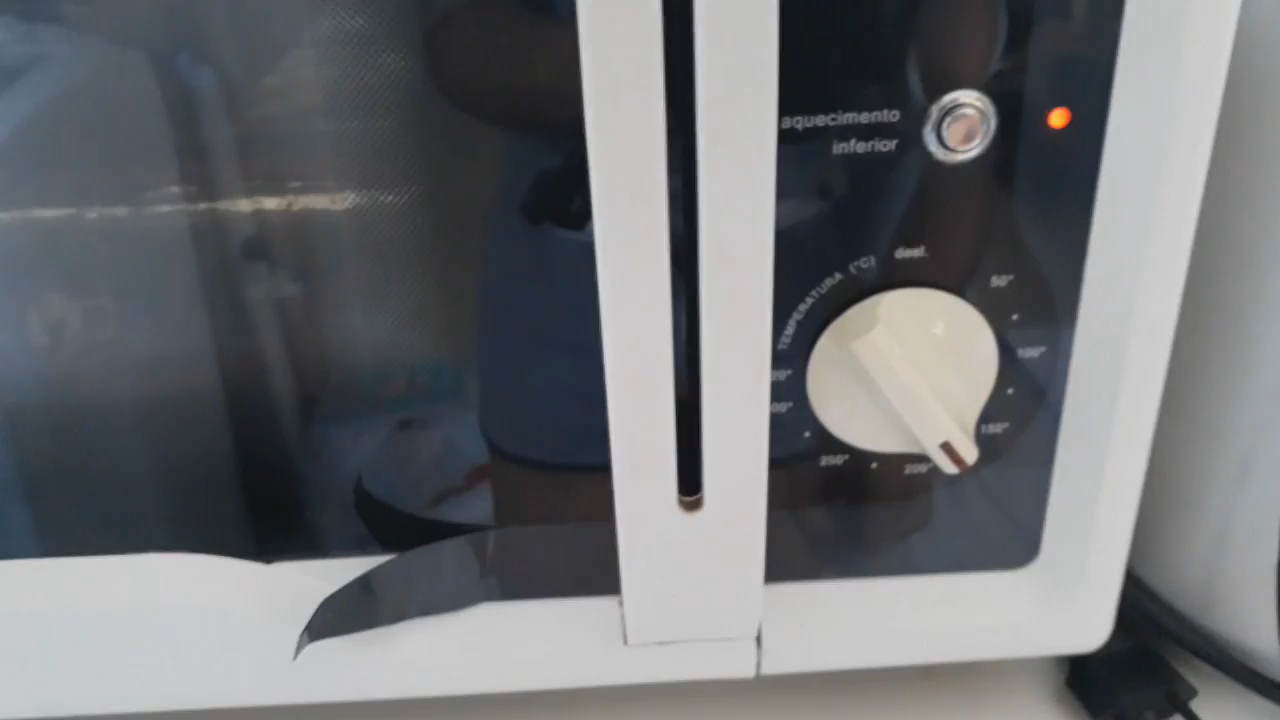 aquecimento
inferior
desl.
TEMPERATURA (°C)
50°
100°
150°
200°
250°